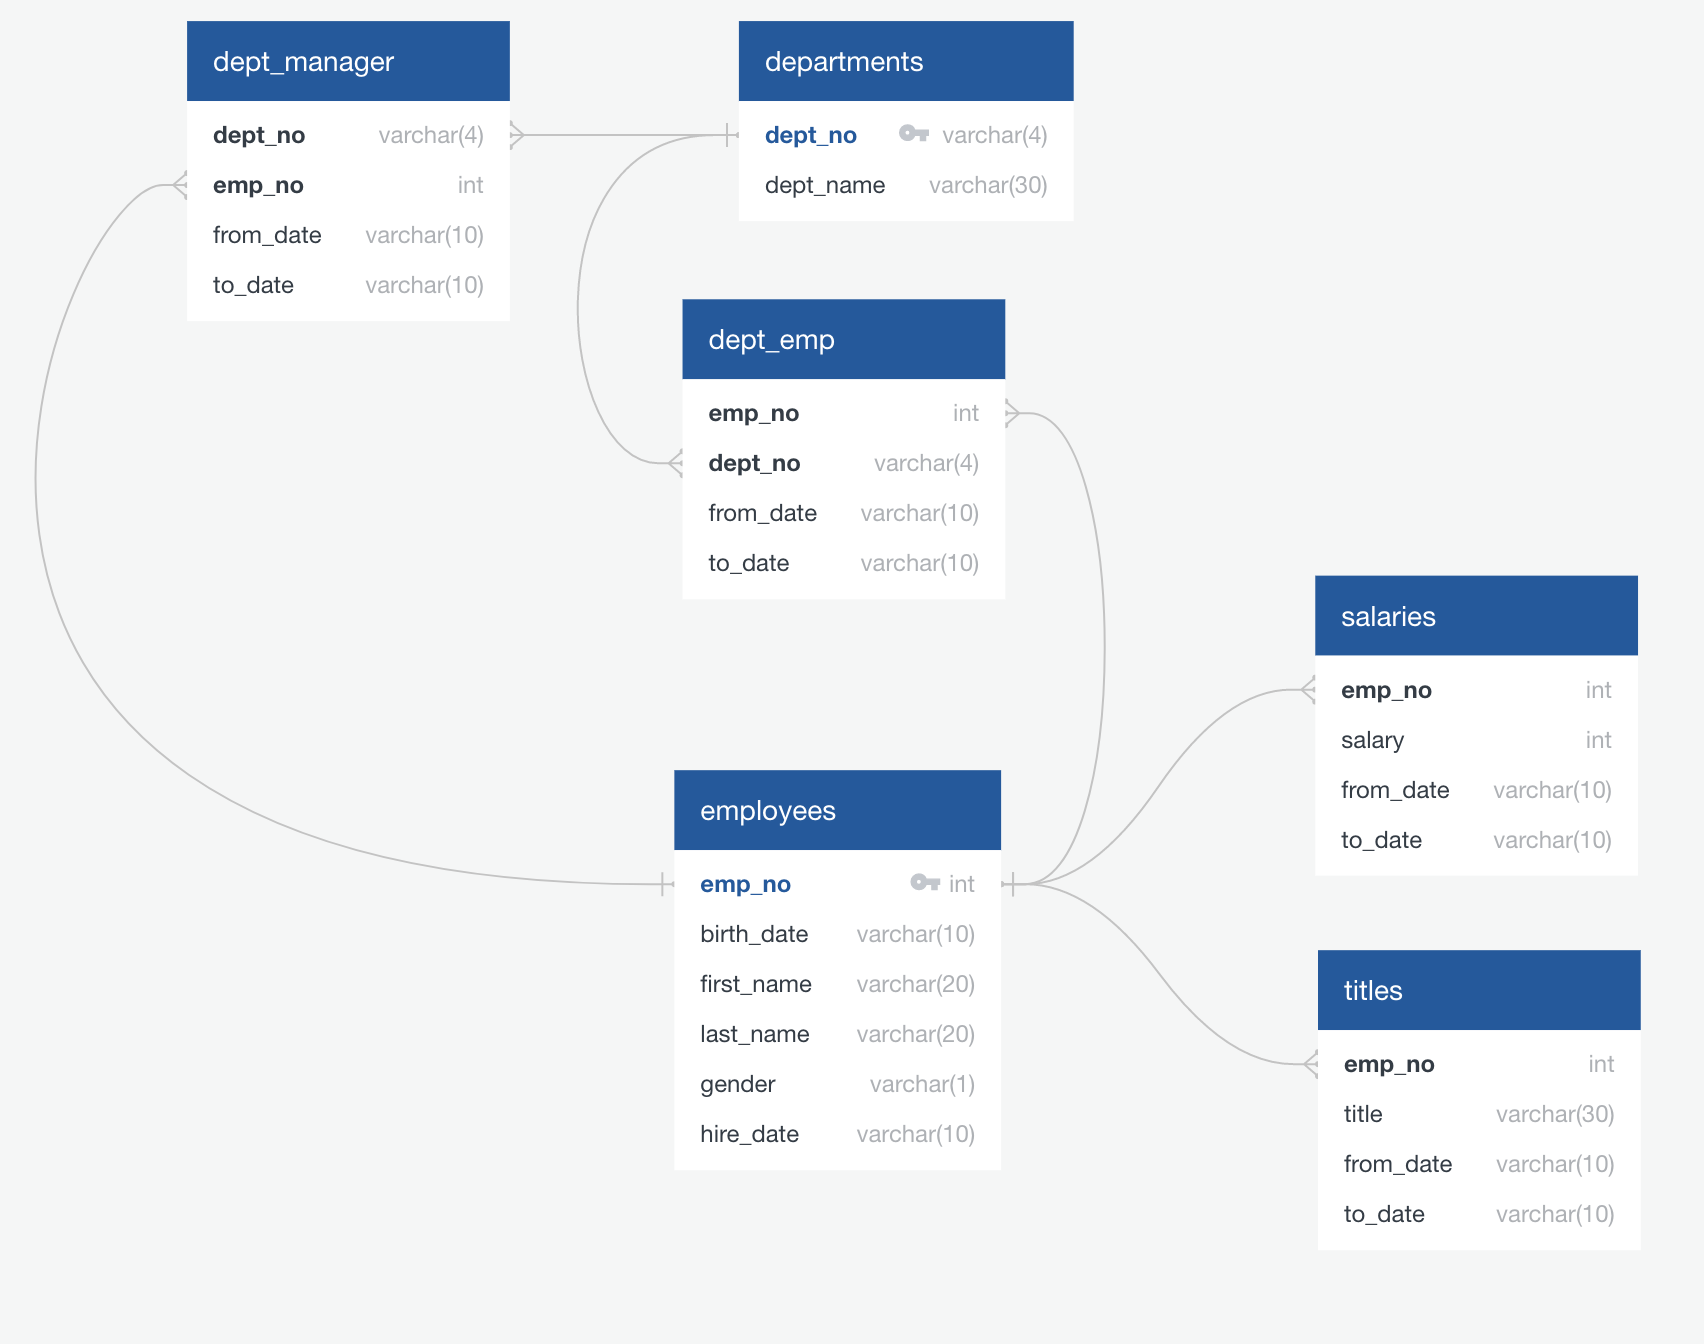 dept_manager
dept_no varchar(4)
emp_no int
from_date varchar(10)
to_date varchar(10)
departments
dept_no varchar(4)
dept_name varchar(30)
dept_emp
emp_no int
dept_no varchar(4)
from_date varchar(10)
to_date varchar(10)
salaries
emp_no int
salary int
from_date varchar(10)
to_date varchar(10)
employees
emp_no int
birth_date varchar(10)
first_name varchar(20)
last_name varchar(20)
gender varchar(1)
hire_date varchar(10)
titles
emp_no int
title varchar(30)
from_date varchar(10)
to_date varchar(10)